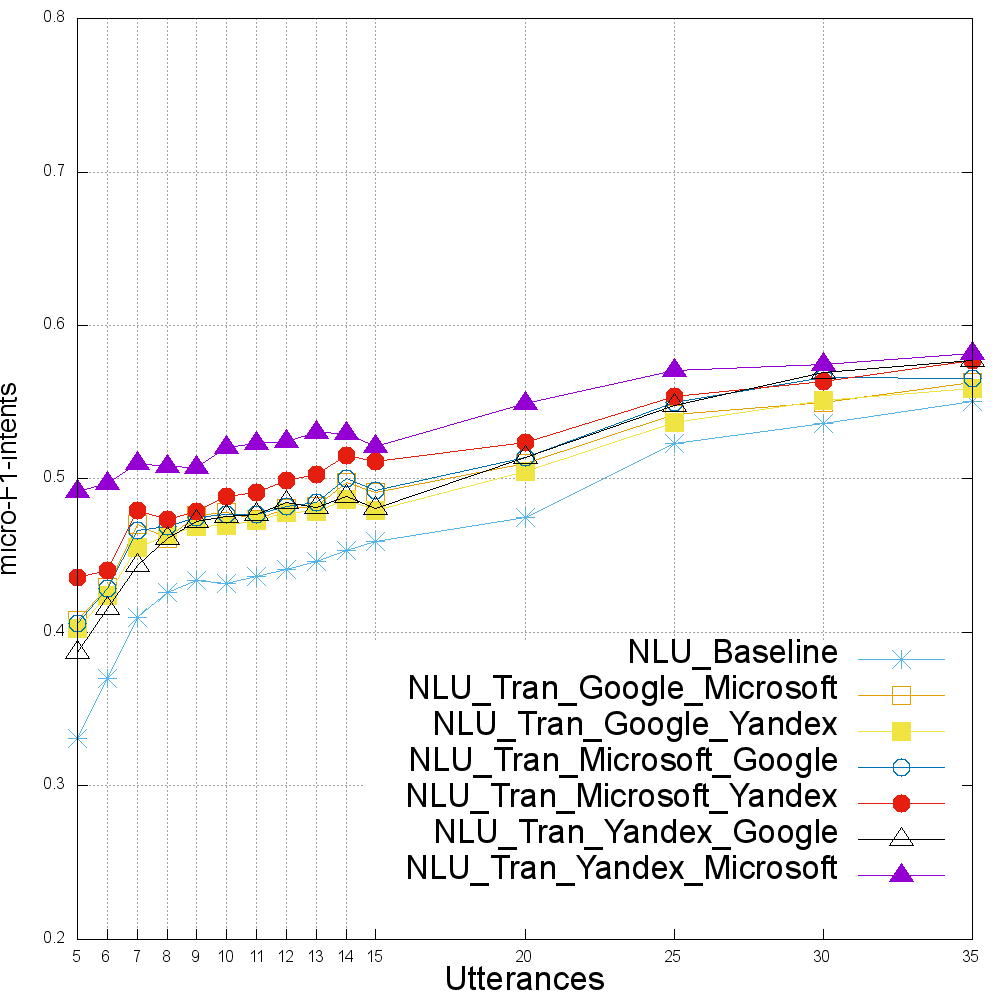 0.8
0.7
0.6
0.5
0.4
0.3
0.2
micro-F1-intents
NLU_Baseline
NLU_Tran_Google_Microsoft
NLU_Tran_Google_Yandex
NLU_Tran_Microsoft_Google
NLU_Tran_Microsoft_Yandex
NLU_Tran_Yandex_Google
NLU_Tran_Yandex_Microsoft
5 6 7 8 9 10 11 12 13 14 15 20 25 30 35
Utterances